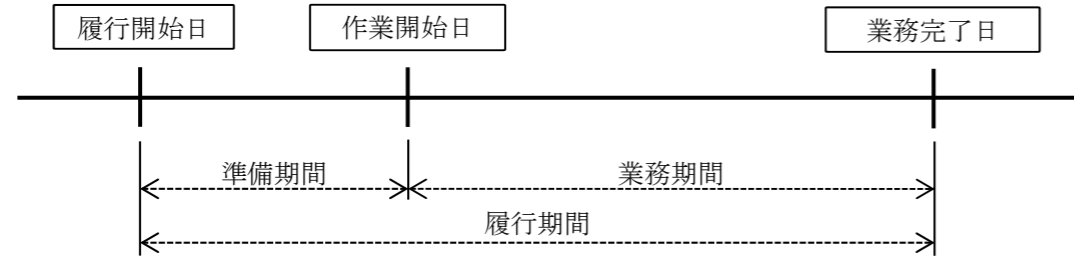 履行開始日
作業開始日
業務完了日
準備期間
業務期間
履行期間